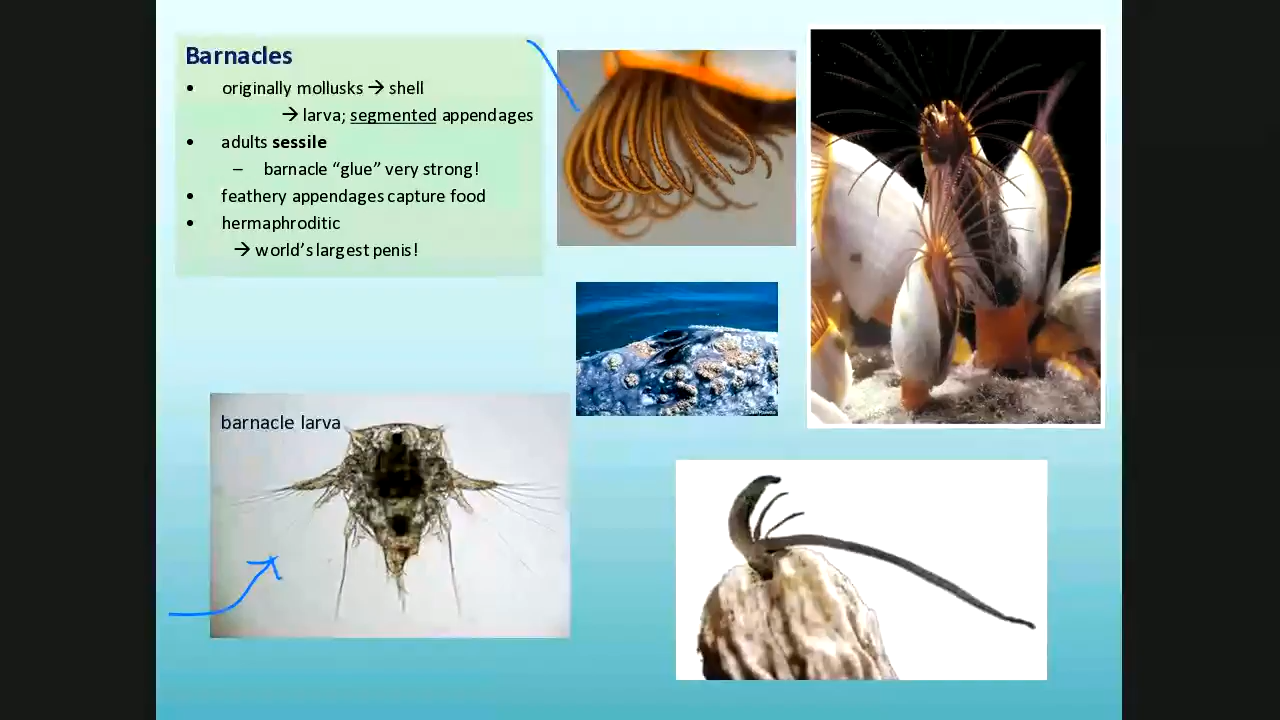 Barnacles
• originally mollusks → shell
→ larva; segmented appendages
• adults sessile
– barnacle “glue” very strong!
• feathery appendages capture food
• hermaphroditic
→ world’s largest penis!
barnacle larva